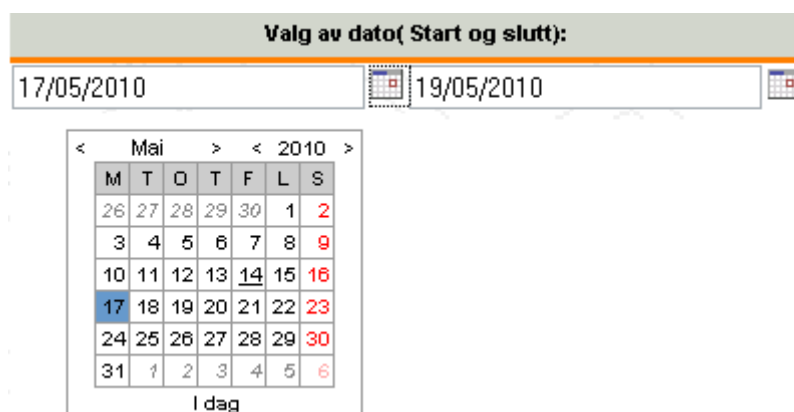 Valg av dato( Start og slutt):
17/05/2010 19/05/2010
< Mai > < 2010 >
M T O T F L S
26 27 28 29 30 1 2
3 4 5 6 7 8 9
10 11 12 13 14 15 16
17 18 19 20 21 22 23
24 25 26 27 28 29 30
31 1 2 3 4 5 6
I dag